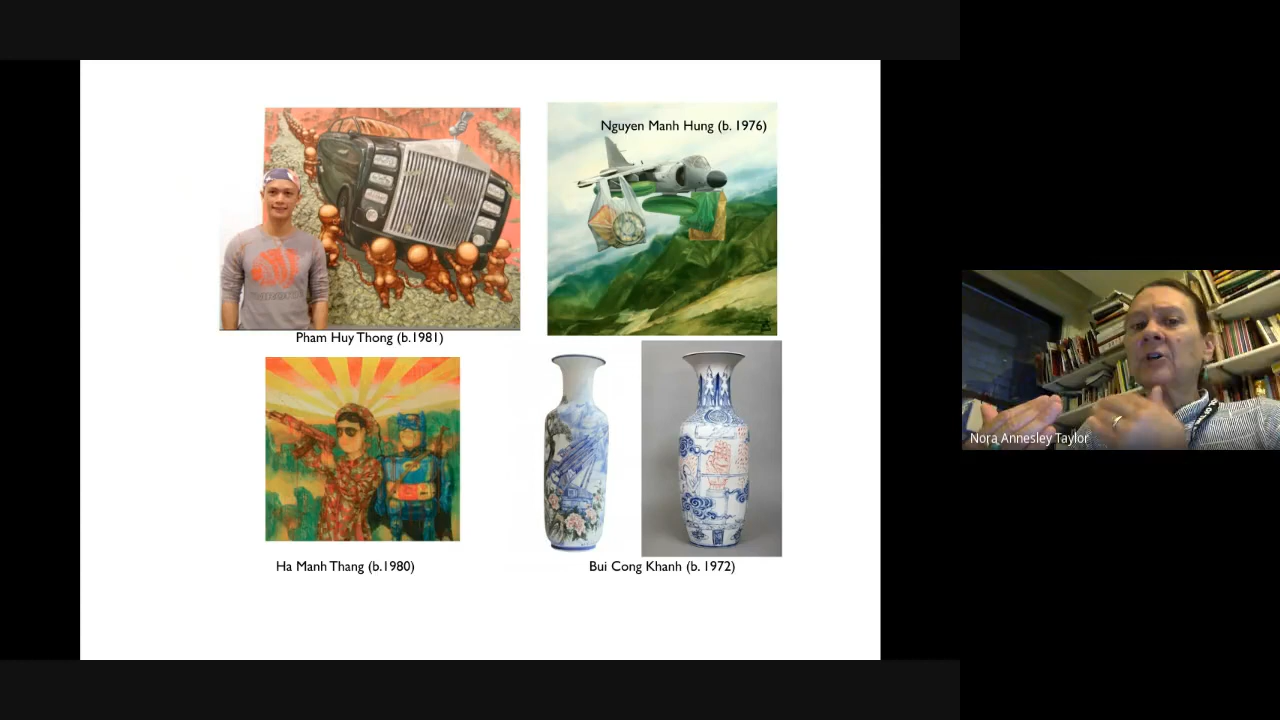 Nguyen Manh Hung (b. 1976)
Pham Huy Thong (b.1981)
Ha Manh Thang (b.1980)
Bui Cong Khanh (b. 1972)
Nora Annesley Taylor